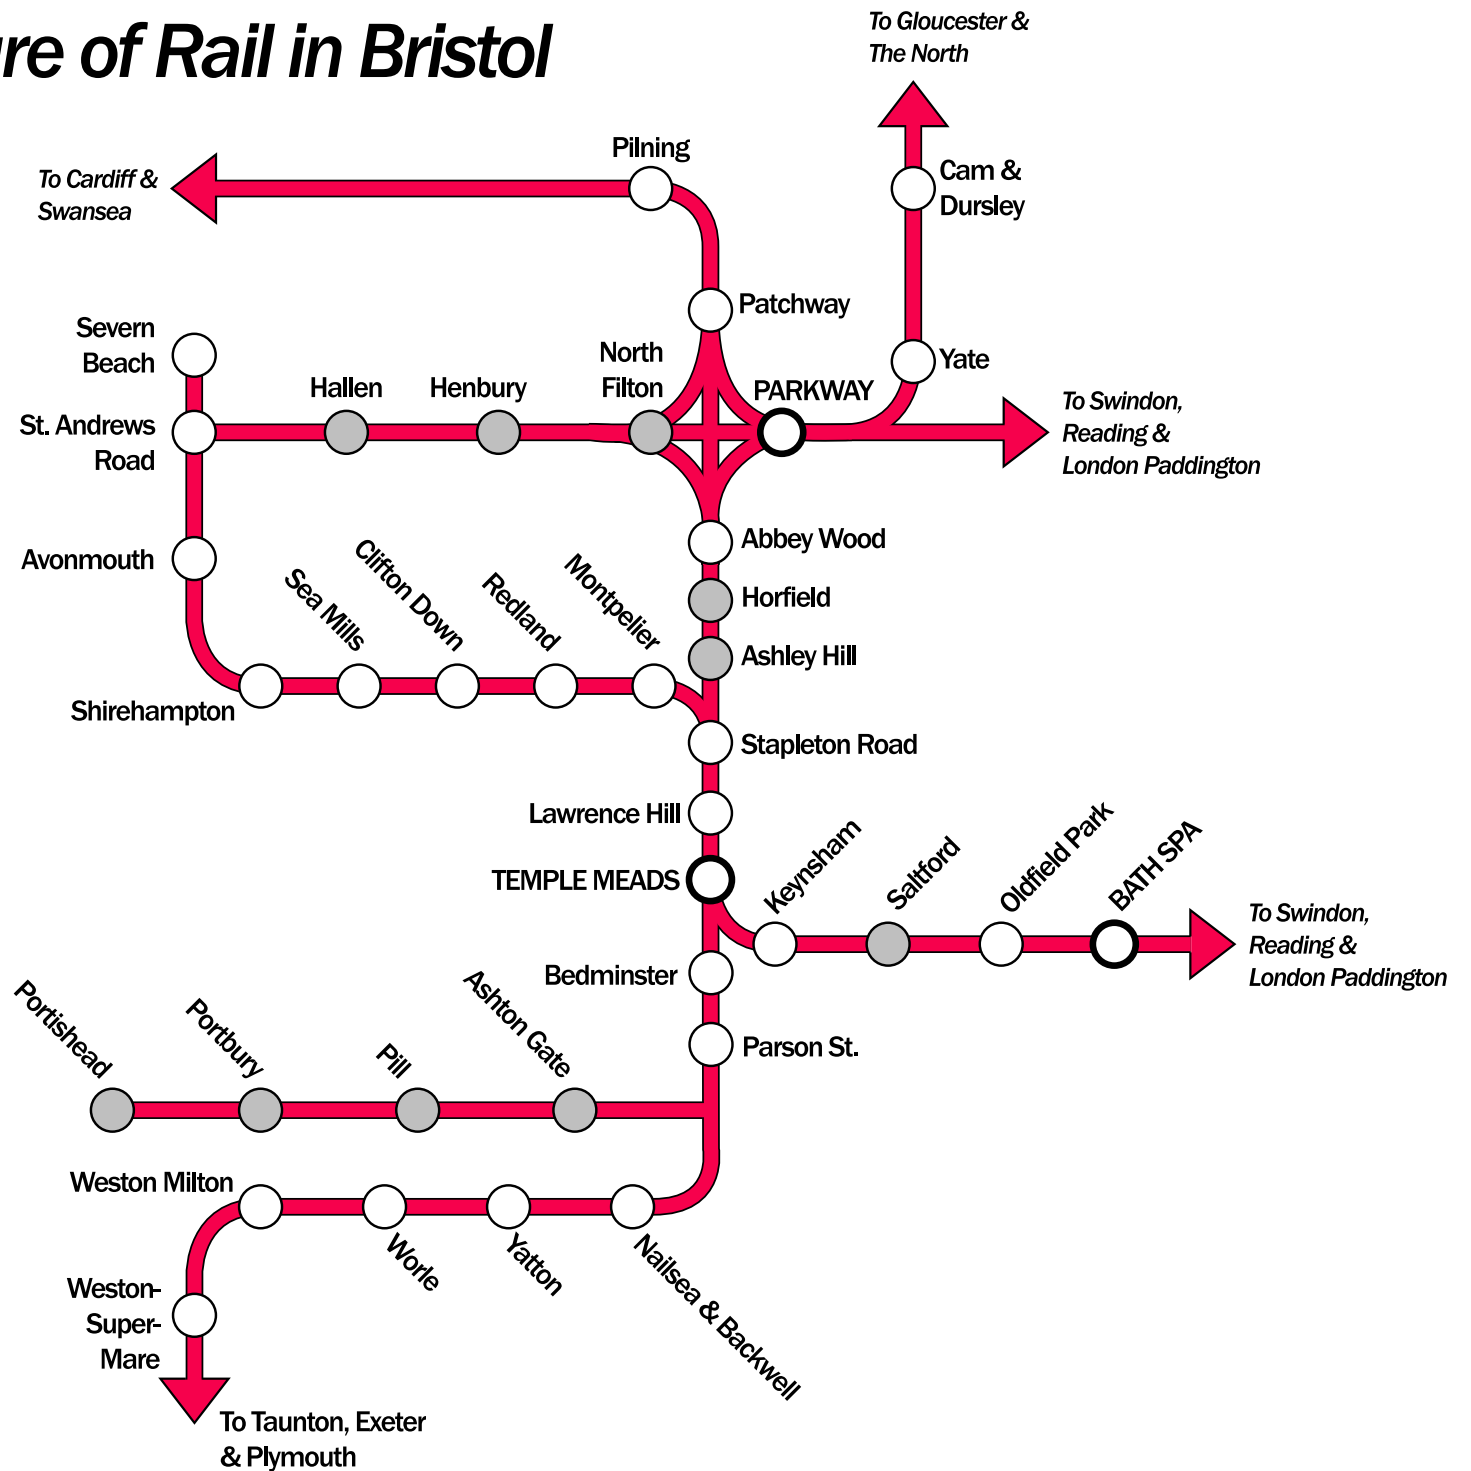 re of Rail in Bristol
To Gloucester &
The North
Pilning
To Cardiff &
Swansea
Cam &
Dursley
Patchway
Severn
Beach
North
Filton
Yate
Hallen
Henbury
PARKWAY
To Swindon,
Reading &
London Paddington
St. Andrews
Road
Abbey Wood
Avonmouth
Sea Mills
Clifton Down
Redland
Montpelier
Horfield
Ashley Hill
Shirehampton
Stapleton Road
Lawrence Hill
TEMPLE MEADS
Keynsham
Saltford
Oldfield Park
BATH SPA
To Swindon,
Reading &
London Paddington
Bedminster
Portishead
Portbury
Pill
Ashton Gate
Parson St.
Weston Milton
Worle
Yatton
Nailsea & Backwell
Weston-
Super-
Mare
To Taunton, Exeter
& Plymouth